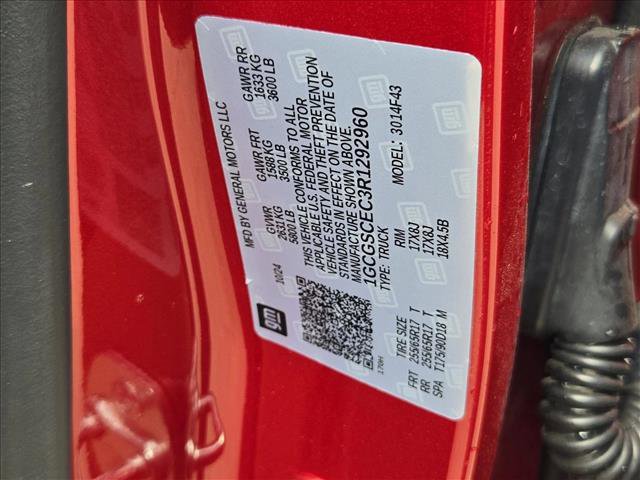 MFD BY GENERAL MOTORS LLC
10/24
GVWR
2631 KG
5800 LB
GAWR FRT
1588 KG
3500 LB
GAWR RR
1633 KG
3600 LB
THIS VEHICLE CONFORMS TO ALL
APPLICABLE U.S. FEDERAL MOTOR
VEHICLE SAFETY AND THEFT PREVENTION
STANDARDS IN EFFECT ON THE DATE OF
MANUFACTURE SHOWN ABOVE.
1GCGSCEC3R1292960
TYPE: TRUCK
MODEL: 3014F43
TIRE SIZE RIM
FRT 255/65R17 T 17X8J
RR 255/65R17 T 17X8J
SPA T175/90D18 M 18X4.5B
gm
170H